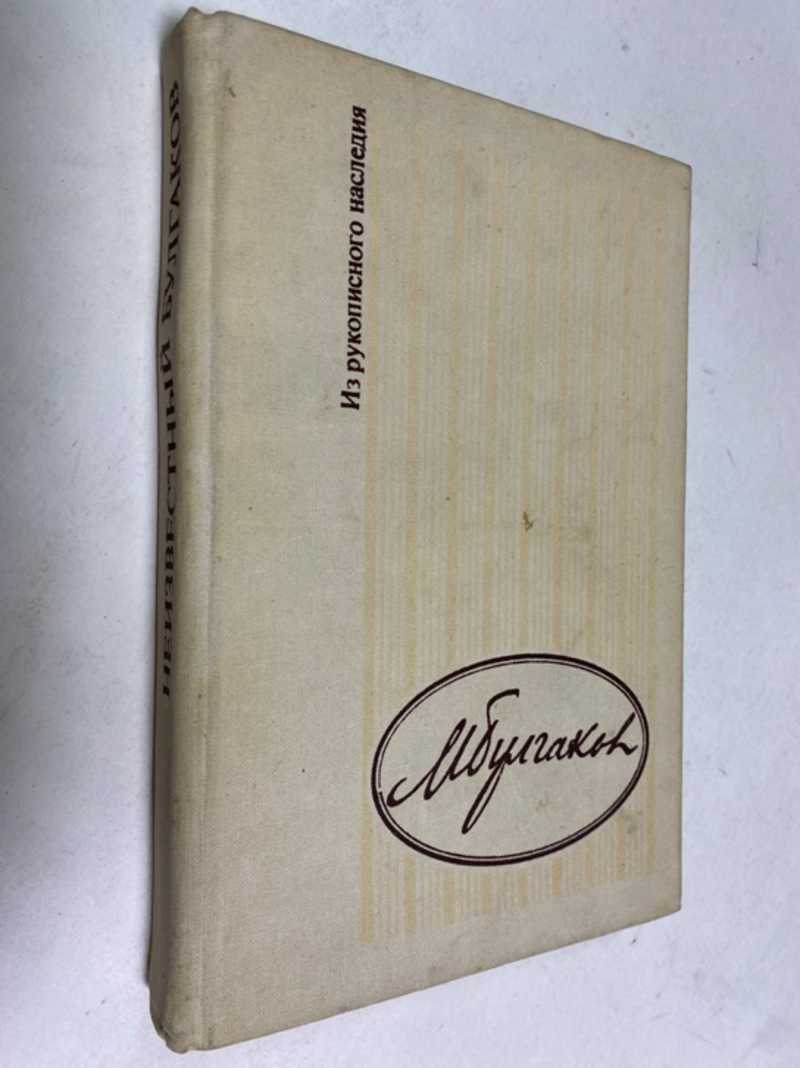 НЕИЗВЕСТНЫЙ БУЛГАКОВ
Из рукописного наследия
МБулгаков